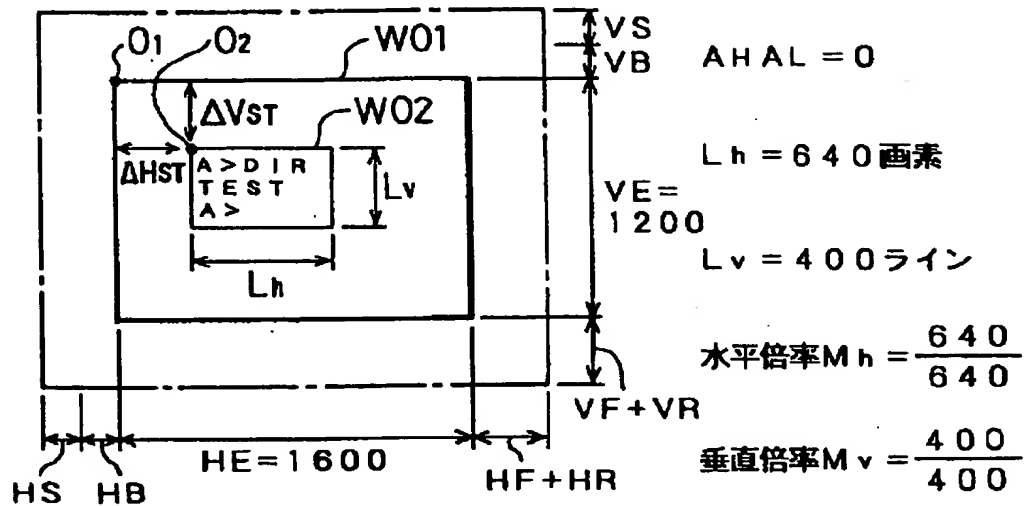 O1
O2
W01
VS
VB
AHAL=0
ΔVST
W02
ΔHST
A>DIR
TEST
A>
Lv
Lh
Lh=640画素
VE=
1200
Lv=400ライン
水平倍率Mh=640/640
VF+VR
HE=1600
HS
HB
HF+HR
垂直倍率Mv=400/400